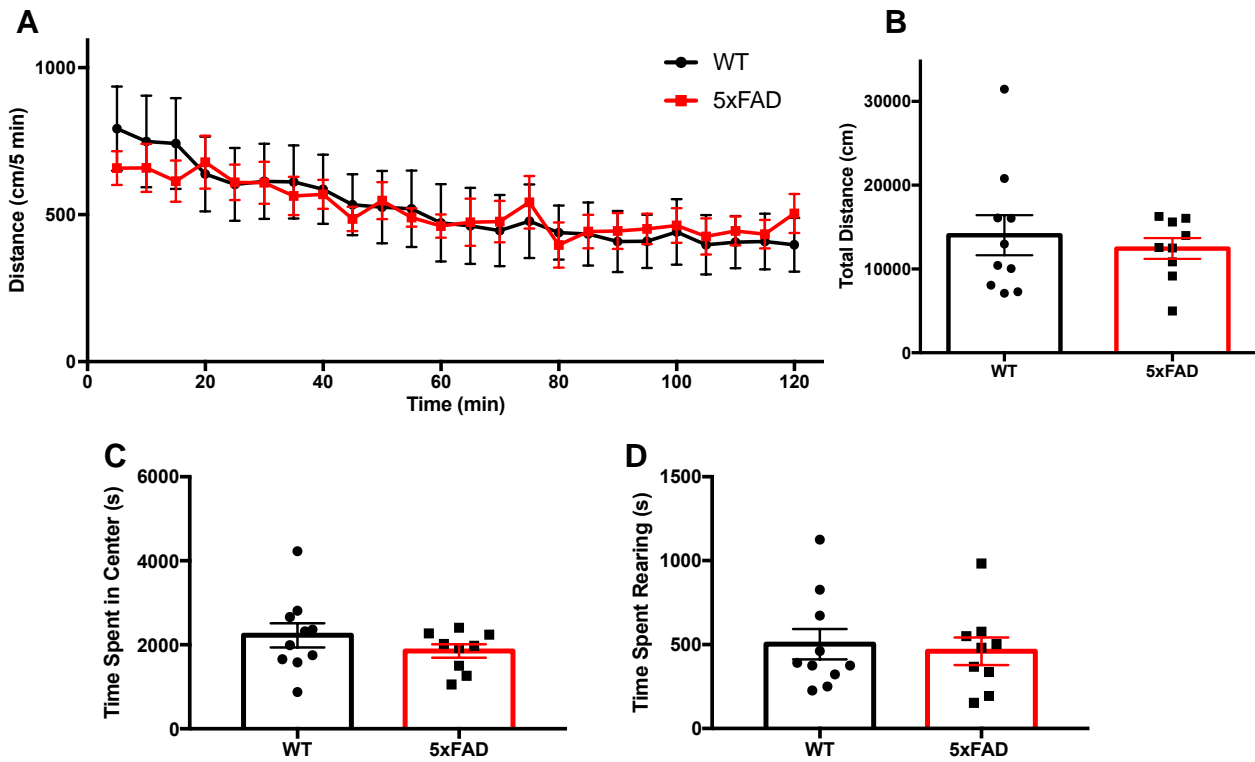 A
Distance (cm/5 min)
1000
500
0
0 20 40 60 80 100 120
Time (min)
WT
5xFAD
B
Total Distance (cm)
30000
20000
10000
0
WT 5xFAD
C
Time Spent in Center (s)
6000
4000
2000
0
WT 5xFAD
D
Time Spent Rearing (s)
1500
1000
500
0
WT 5xFAD